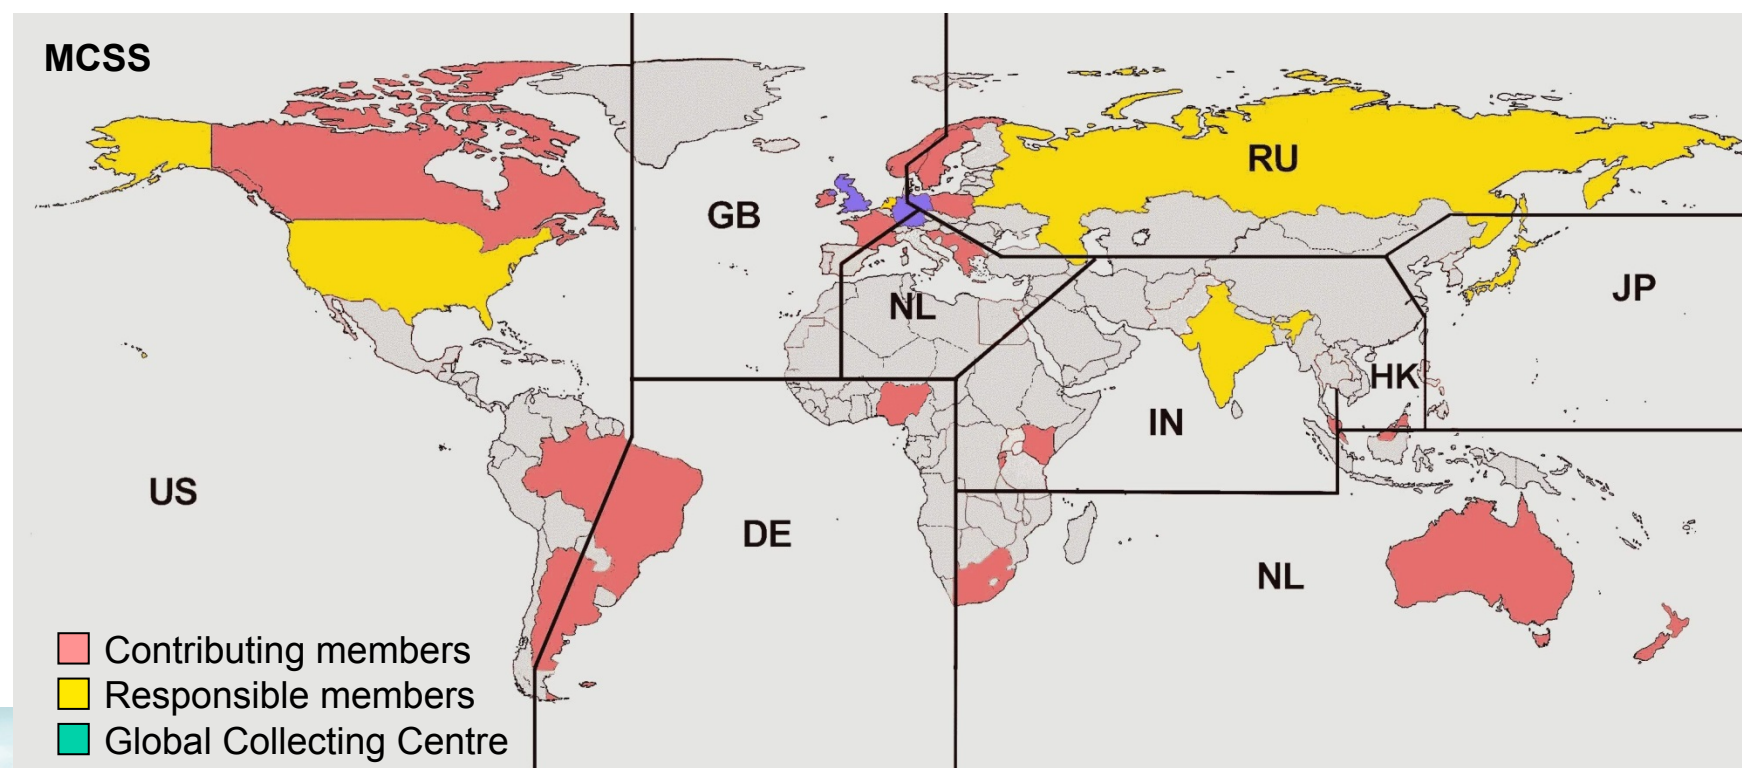 MCSS
RU
GB
JP
NL
HK
IN
US
DE
NL
Contributing members
Responsible members
Global Collecting Centre